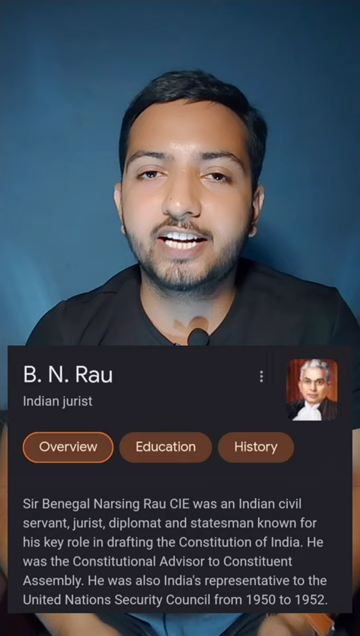 B. N. Rau
Indian jurist
Overview
Education
History
Sir Benegal Narsing Rau CIE was an Indian civil
servant, jurist, diplomat and statesman known for
his key role in drafting the Constitution of India. He
was the Constitutional Advisor to Constituent
Assembly. He was also India's representative to the
United Nations Security Council from 1950 to 1952.